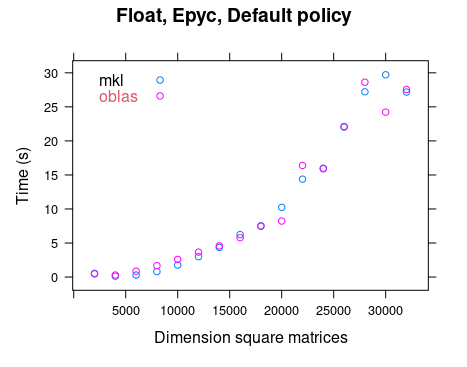 Float, Epyc, Default policy
mkl
oblas
30
25
20
15
10
5
0
Time (s)
5000 10000 15000 20000 25000 30000
Dimension square matrices